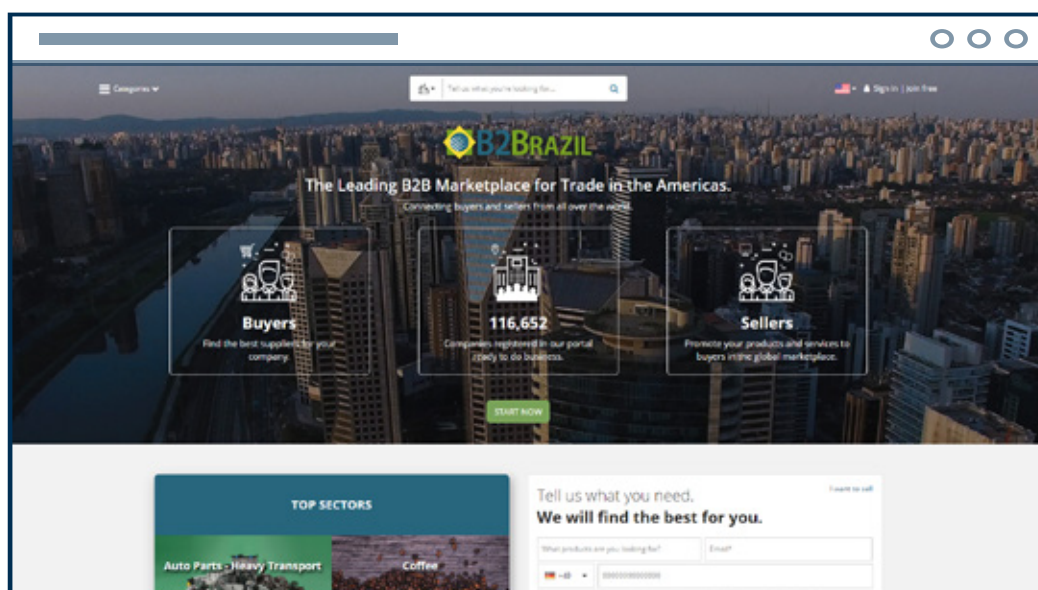 Categories
Tell us what you're looking for...
Sign in | Join free
B2BRAZIL
The Leading B2B Marketplace for Trade in the Americas.
Connecting buyers and sellers from all over the world.
Buyers
Find the best suppliers for your
company.
116,652
Companies registered in our portal
ready to do business.
Sellers
Promote your products and services to
buyers in the global marketplace.
START NOW
TOP SECTORS
Auto Parts - Heavy Transport
Coffee
Tell us what you need.
I want to sell
We will find the best for you.
What products are you looking for?
Email*